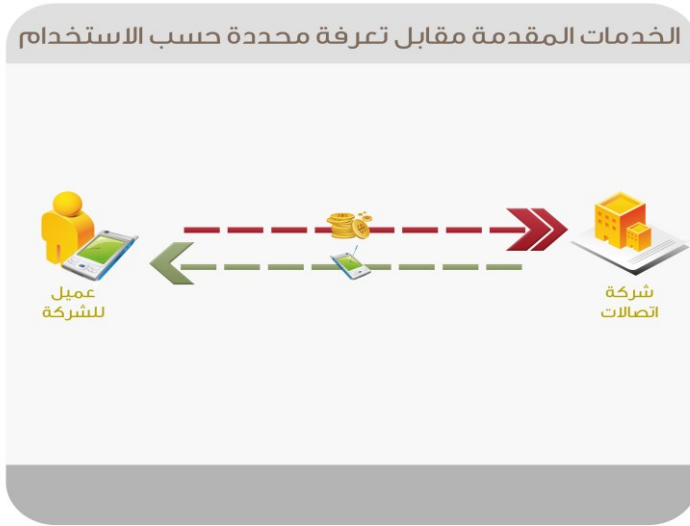 الخدمات المقدمة مقابل تعرفة محددة حسب الاستخدام
شركة
اتصالات
عميل
للشركة